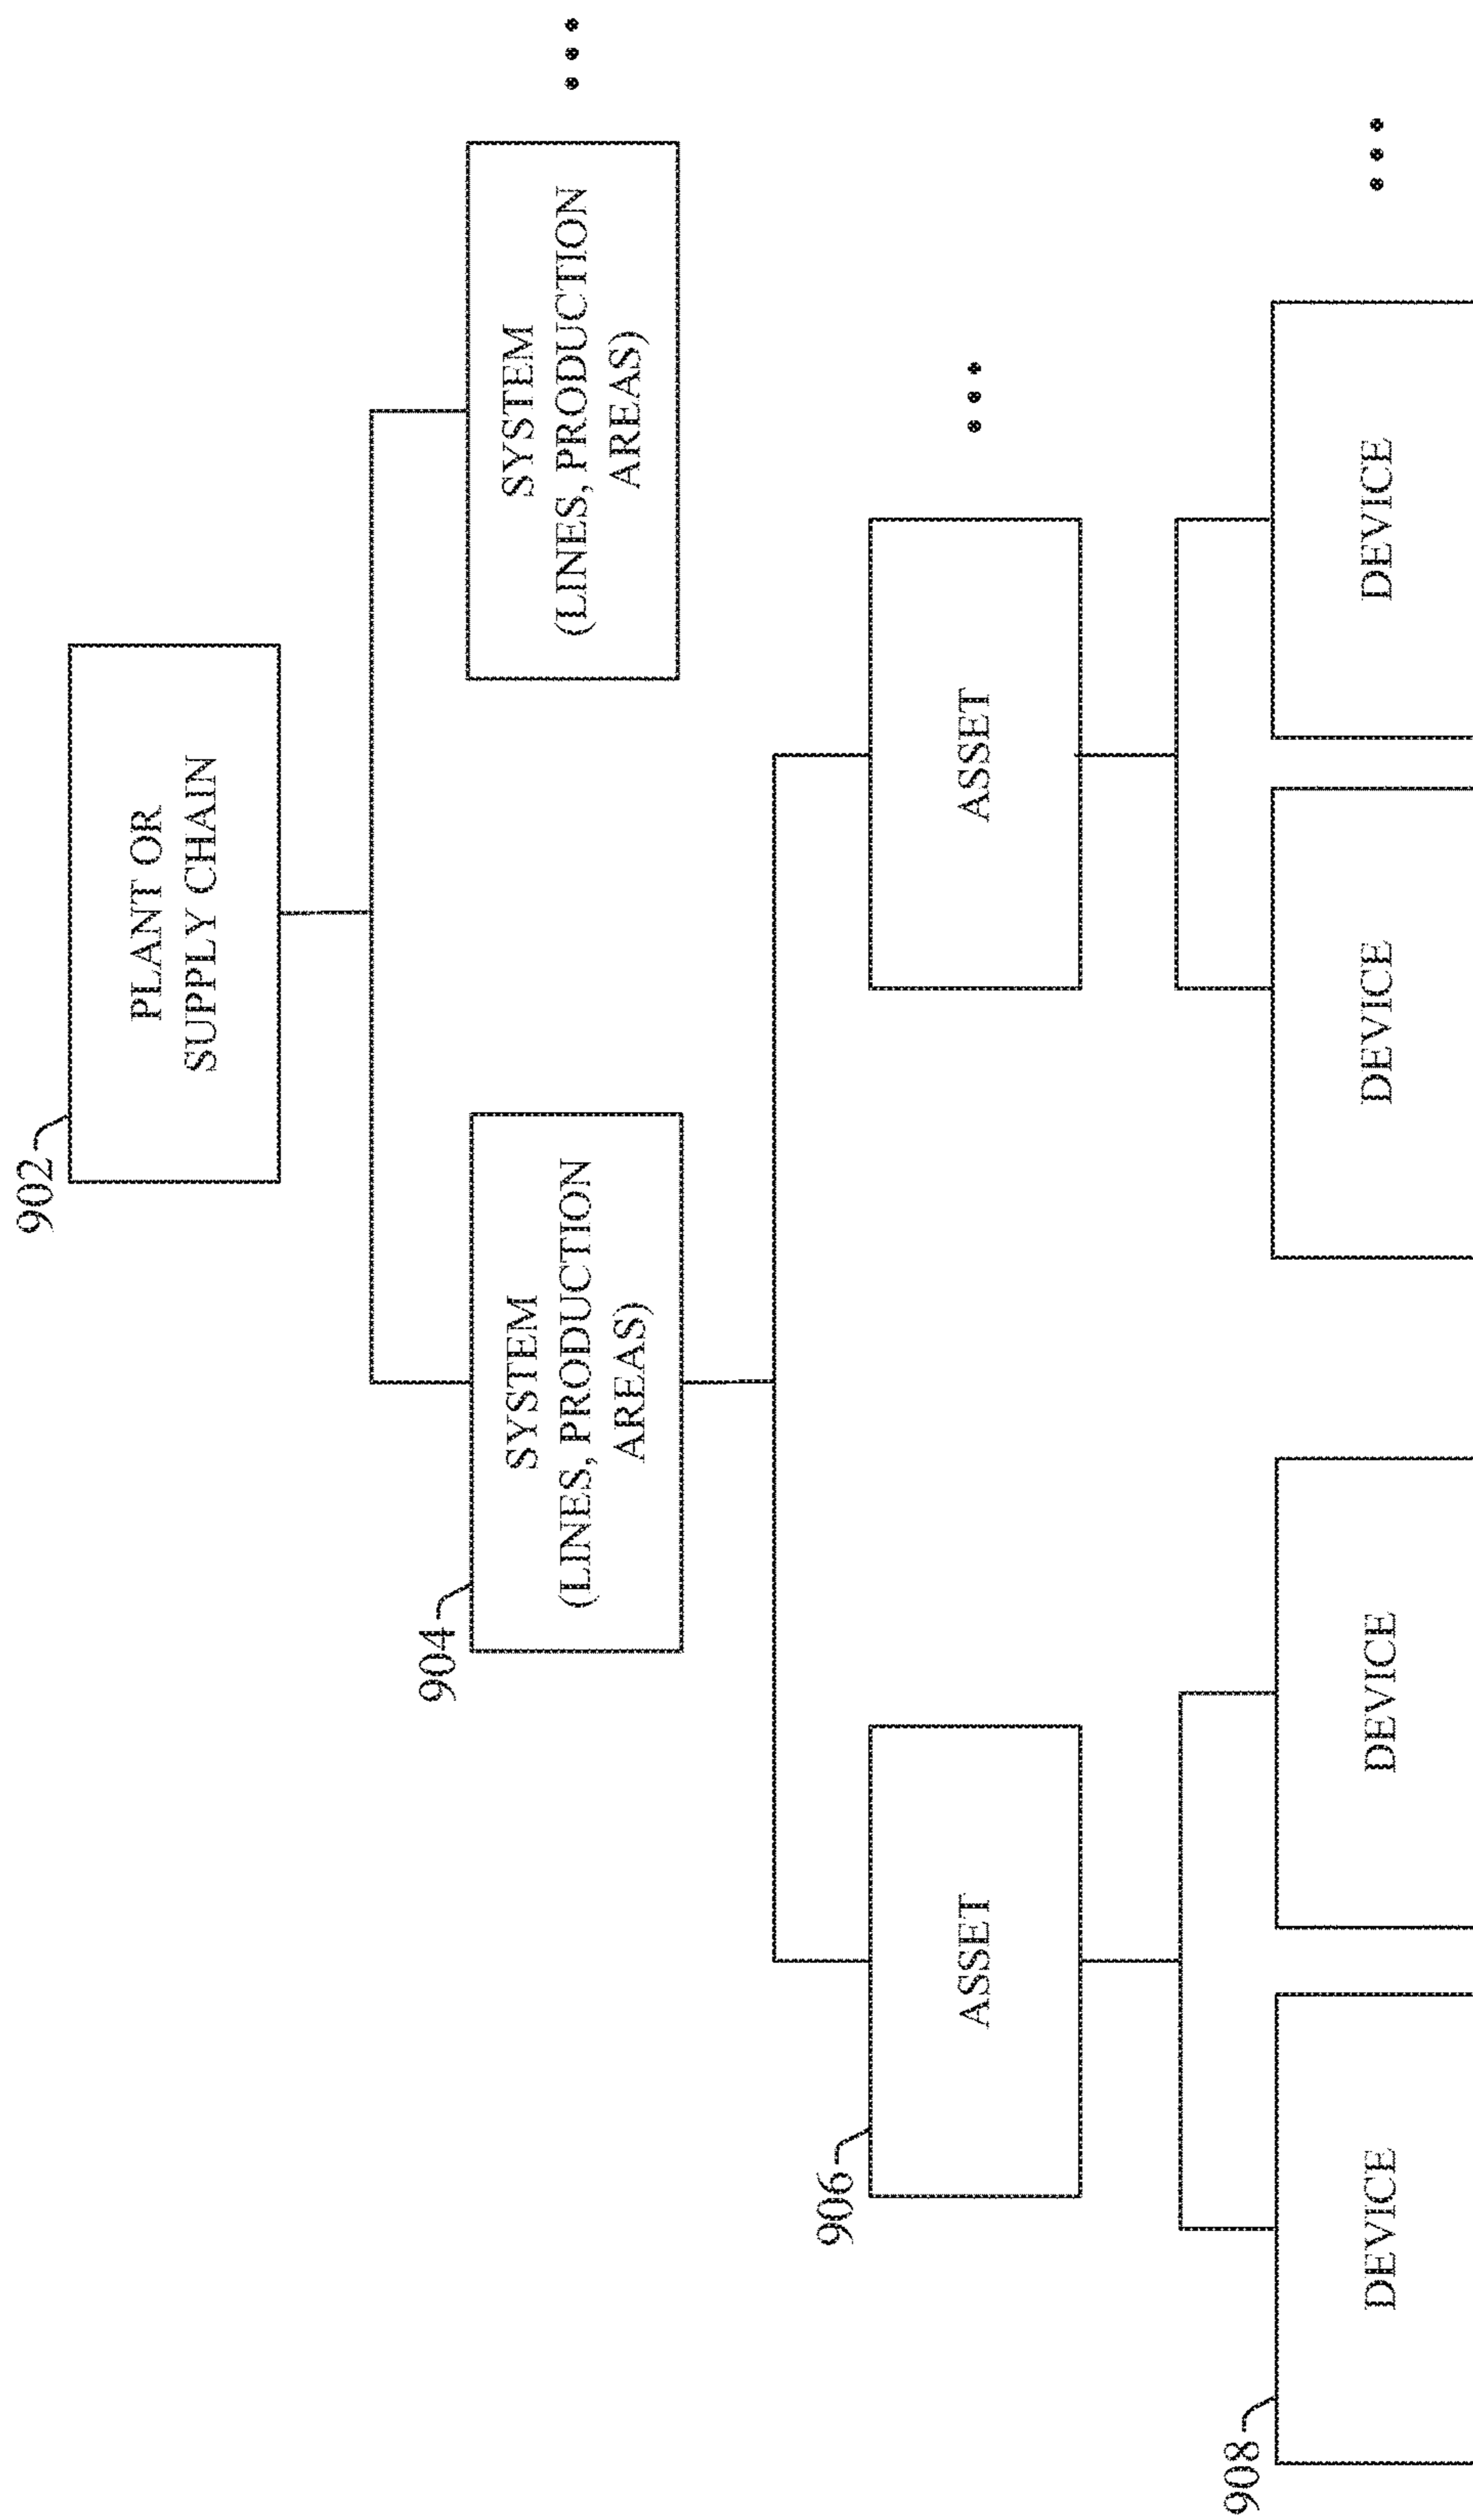 902
PLANT OR
SUPPLY CHAIN
904
SYSTEM
(LINES, PRODUCTION
AREAS)
SYSTEM
(LINES, PRODUCTION
AREAS)
906
ASSET
ASSET
908
DEVICE
DEVICE
DEVICE
DEVICE